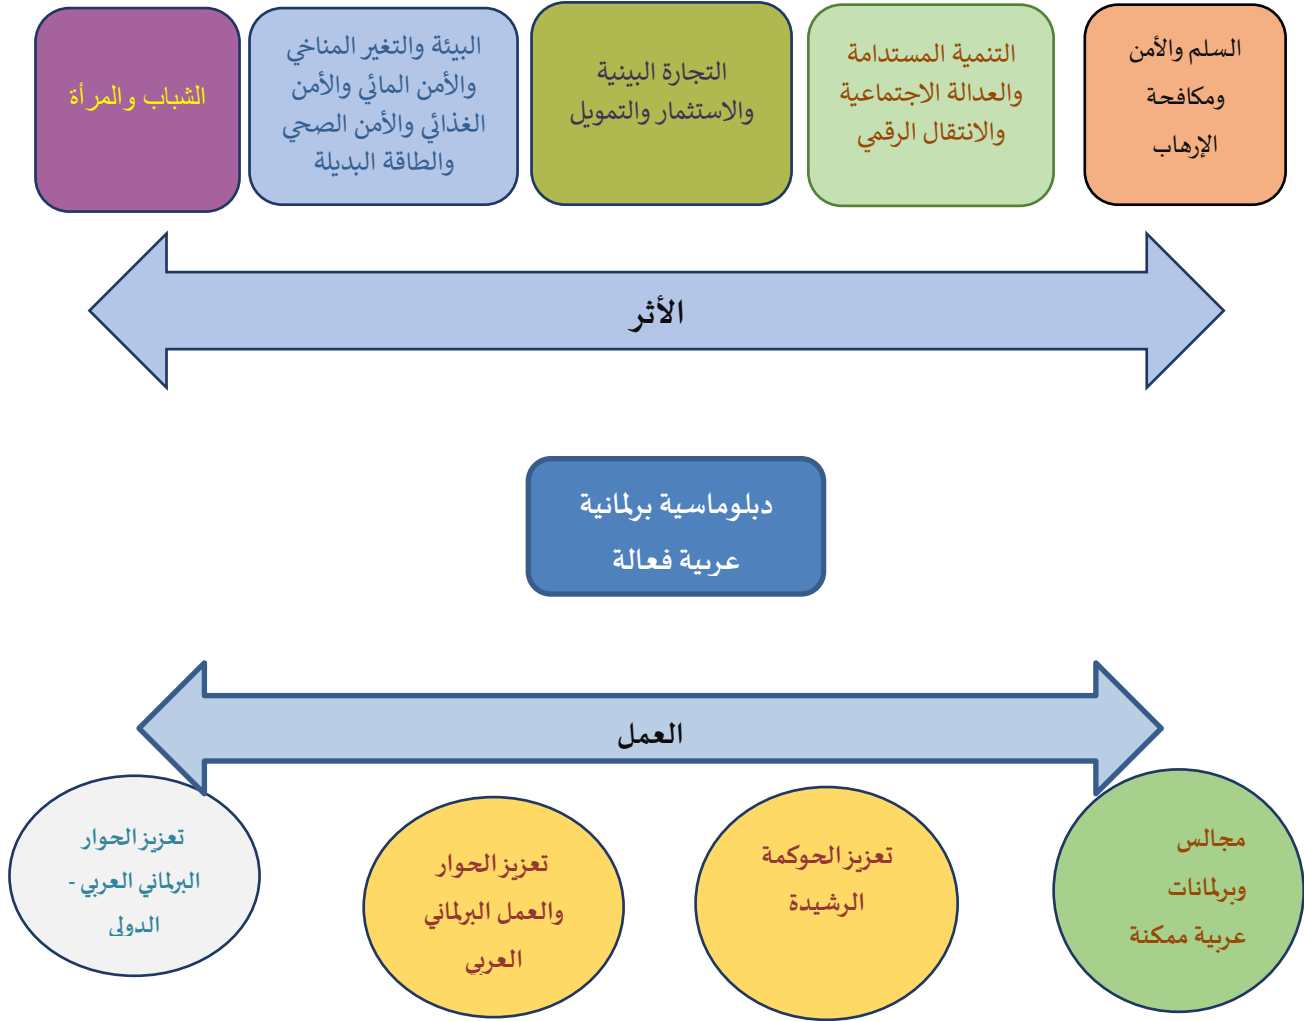 السلم والأمن
ومكافحة
الإرهاب
التنمية المستدامة
والعدالة الاجتماعية
والانتقال الرقمي
التجارة البينية
والاستثمار والتمويل
البيئة والتغير المناخي
والأمن المائي والأمن
الغذائي والأمن الصحي
والطاقة البديلة
الشباب والمرأة
الأثر
دبلوماسية برلمانية
عربية فعالة
العمل
مجالس
وبرلمانات
عربية ممكنة
تعزيز الحوكمة
الرشيدة
تعزيز الحوار
والعمل البرلماني
العربي
تعزيز الحوار
البرلماني العربي -
الدولي